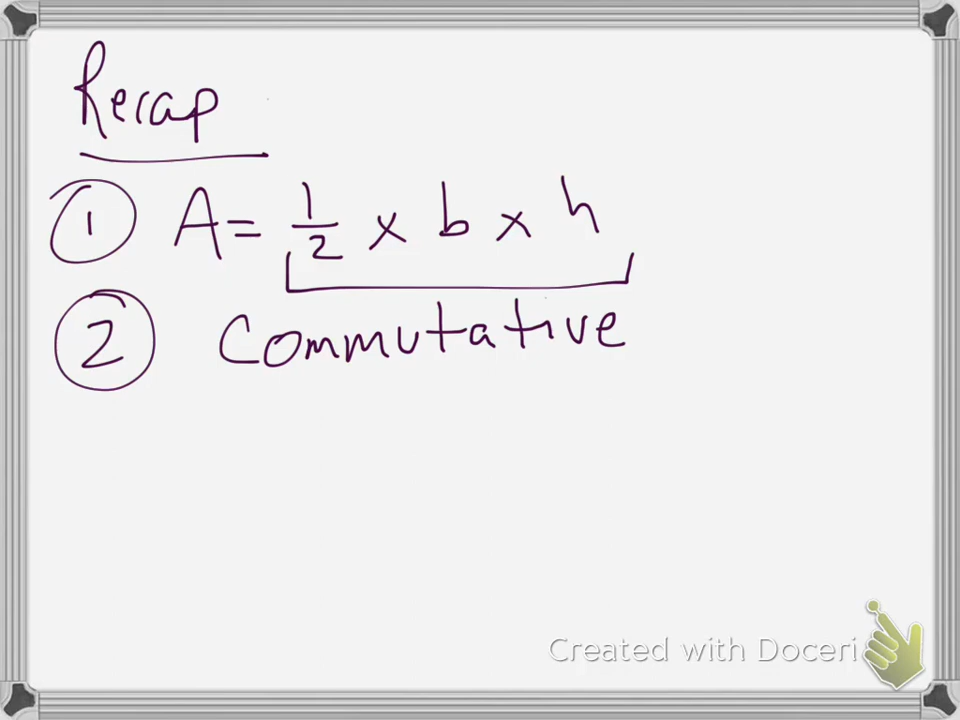 Recap
1 A = 1/2 x b x h
2 Commutative
Created with Doceri